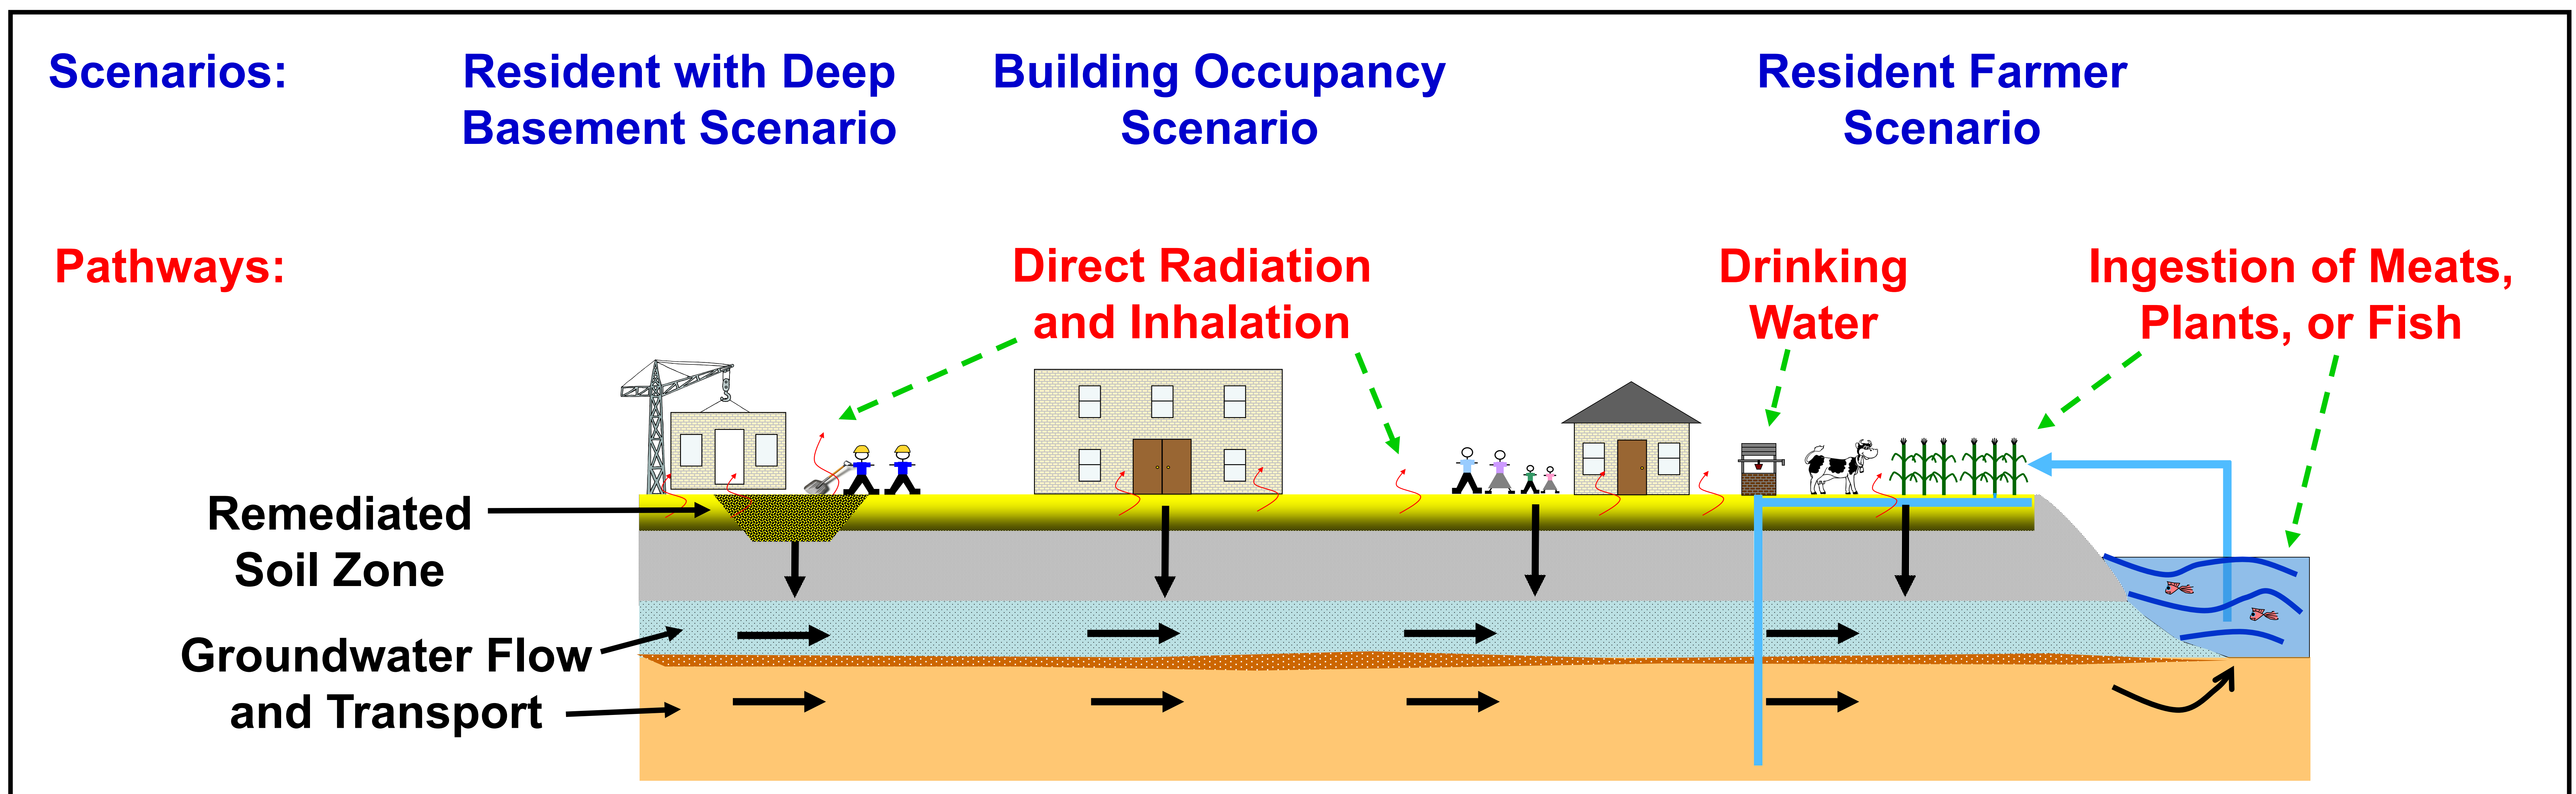 Scenarios:
Resident with Deep
Basement Scenario
Building Occupancy
Scenario
Resident Farmer
Scenario
Pathways:
Direct Radiation
and Inhalation
Drinking
Water
Ingestion of Meats,
Plants, or Fish
Remediated
Soil Zone
Groundwater Flow
and Transport